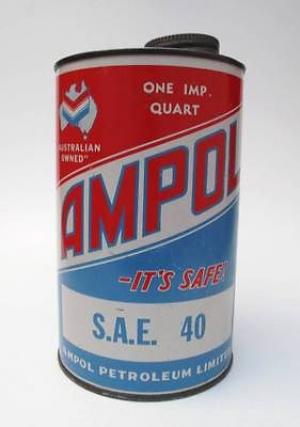 ONE IMP.
QUART
AUSTRALIAN
OWNED"
AMPOL
-IT'S SAFE!
S.A.E. 40
AMPOL PETROLEUM LIMITED